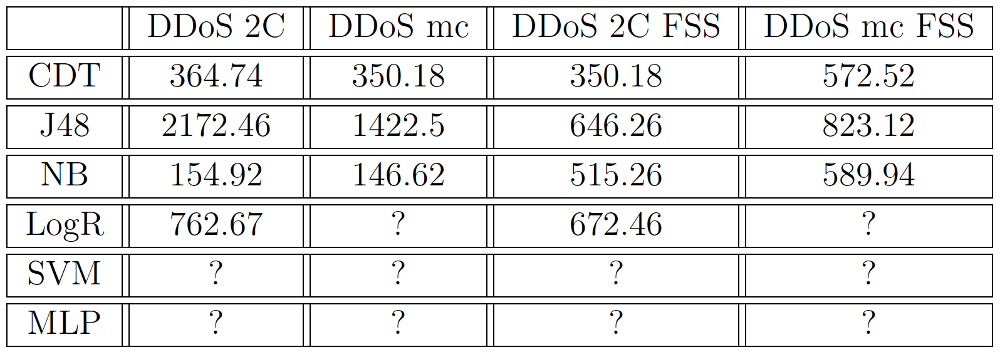 DDoS 2C DDoS mc DDoS 2C FSS DDoS mc FSS
CDT 364.74 350.18 350.18 572.52
J48 2172.46 1422.5 646.26 823.12
NB 154.92 146.62 515.26 589.94
LogR 762.67 ? 672.46 ?
SVM ? ? ? ?
MLP ? ? ? ?